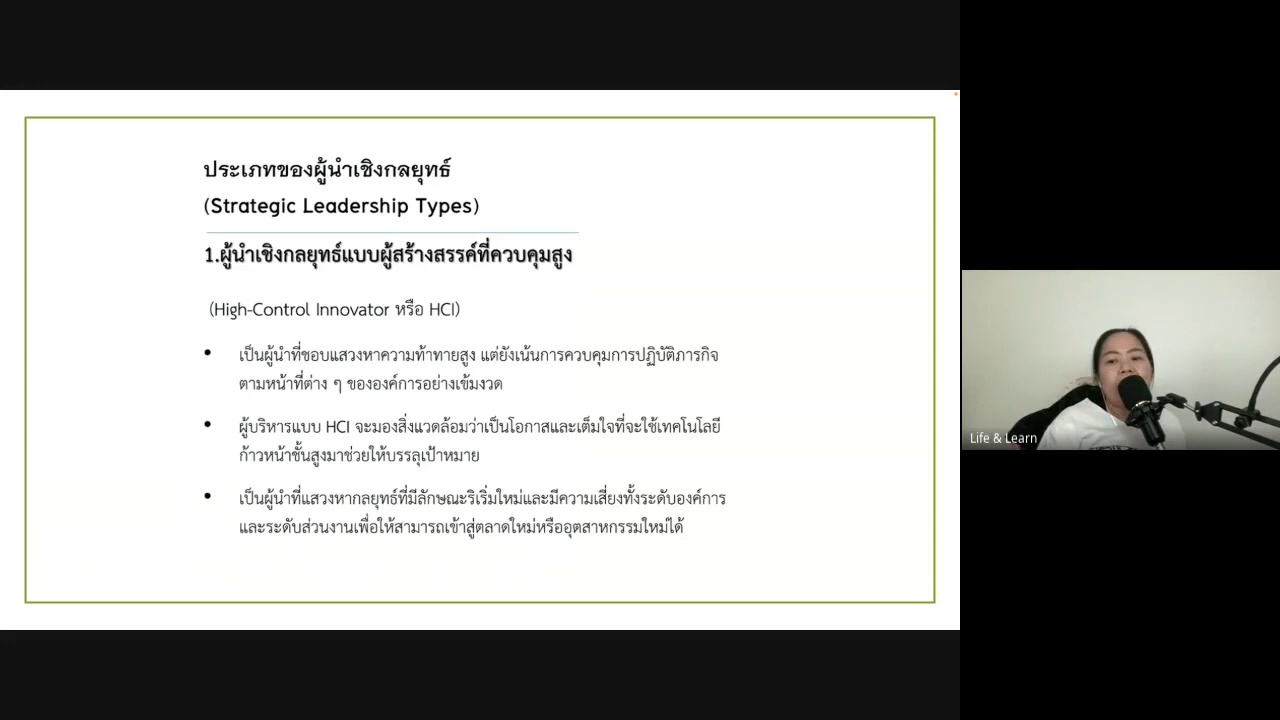 ประเภทของผู้นำเชิงกลยุทธ์
(Strategic Leadership Types)
1.ผู้นำเชิงกลยุทธ์แบบผู้สร้างสรรค์ที่ควบคุมสูง
(High-Control Innovator หรือ HCI)
• เป็นผู้นำที่ชอบแสวงหาความท้าทายสูง แต่ยังเน้นการควบคุมการปฏิบัติภารกิจ
ตามหน้าที่ต่าง ๆ ขององค์การอย่างเข้มงวด
• ผู้บริหารแบบ HCI จะมองสิ่งแวดล้อมว่าเป็นโอกาสและเต็มใจที่จะใช้เทคโนโลยี
ก้าวหน้าชั้นสูงมาช่วยให้บรรลุเป้าหมาย
• เป็นผู้นำที่แสวงหากลยุทธ์ที่มีลักษณะริเริ่มใหม่และมีความเสี่ยงทั้งระดับองค์การ
และระดับส่วนงานเพื่อให้สามารถเข้าสู่ตลาดใหม่หรืออุตสาหกรรมใหม่ได้
Life & Learn